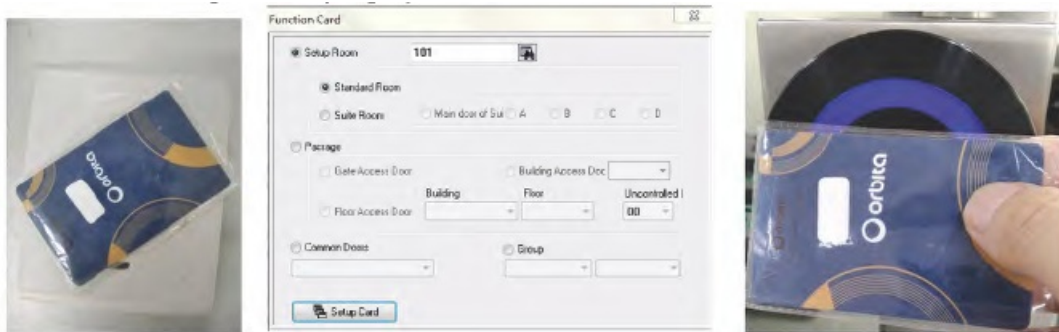 orbita
Function Card
Setup Room 101
Standard Room
Suite Room Main door of Sui A B C D
Passage
Gate Access Door Building Access Doc
Building Floor Uncontrolled
Floor Access Door 00
Common Doors Group
Setup Card
orbita